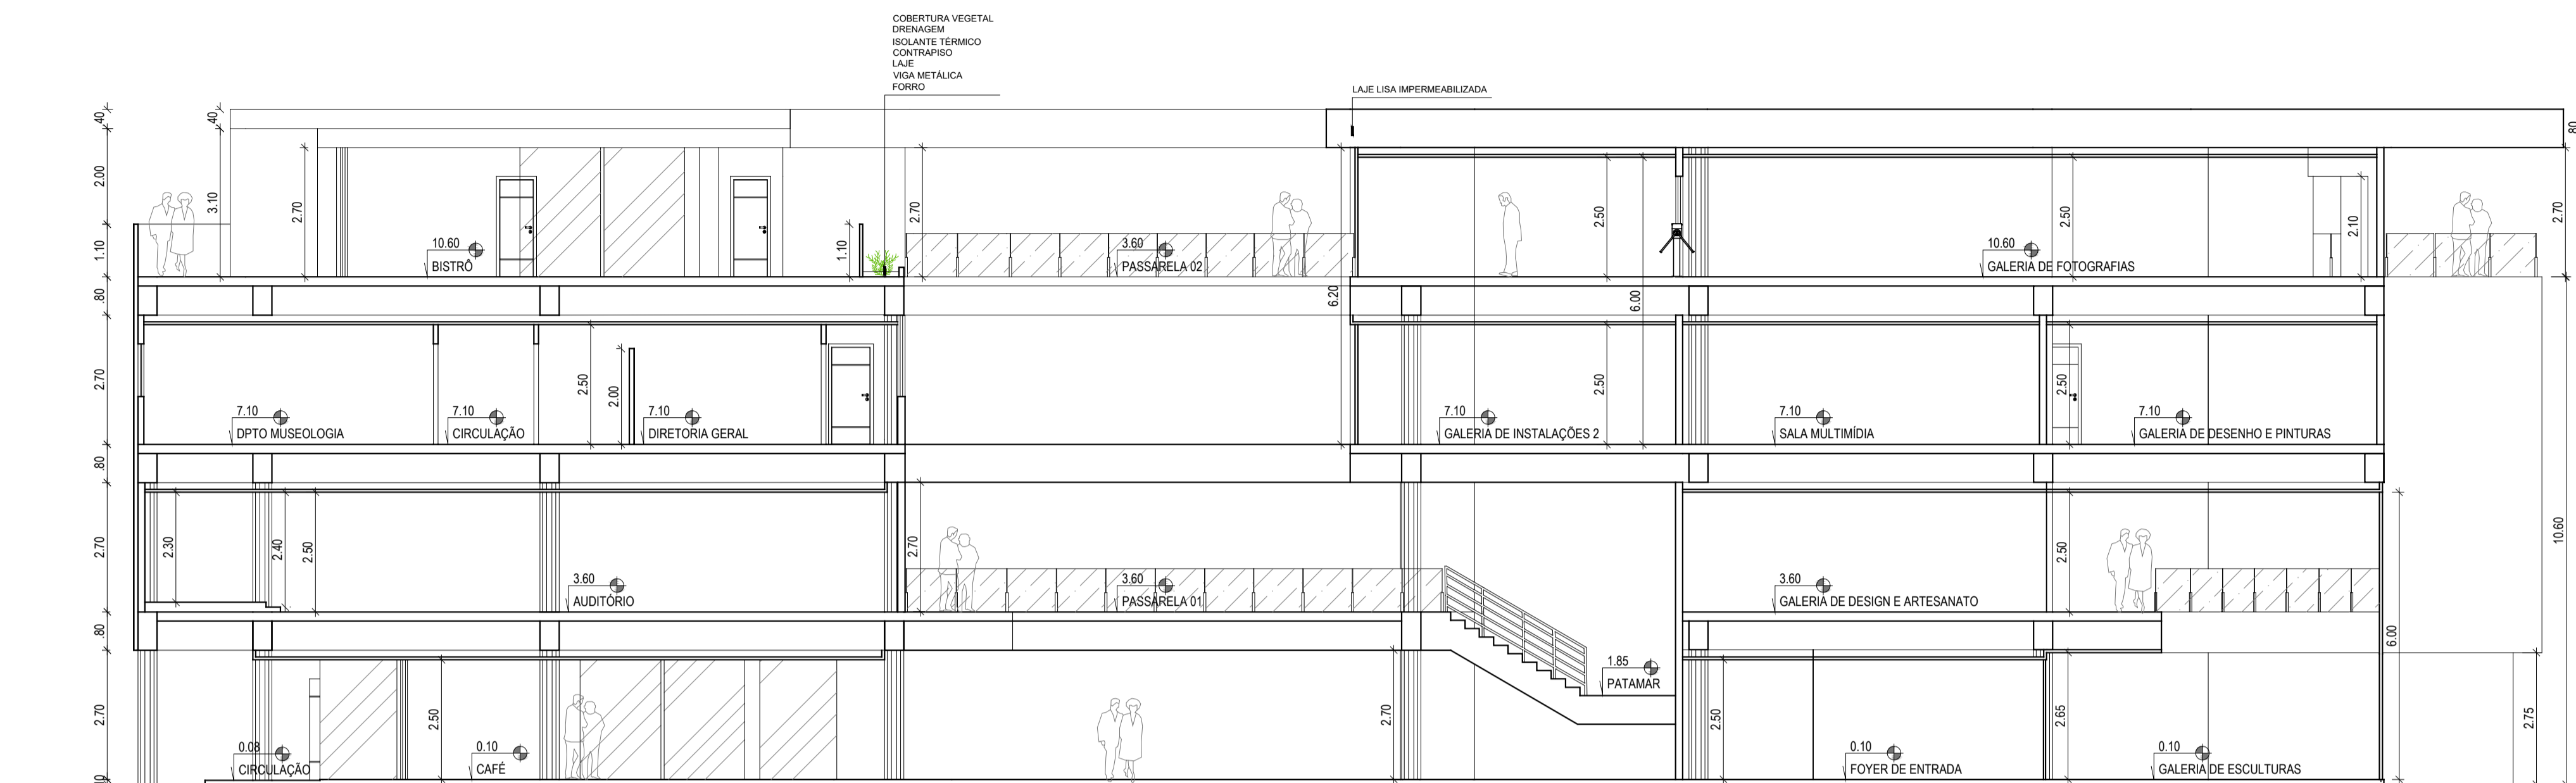 COBERTURA VEGETAL
DRENAGEM
ISOLANTE TÉRMICO
CONTRAPISO
LAJE
VIGA METÁLICA
FORRO
LAJE LISA IMPERMEABILIZADA
40
40
80
2.00
3.10
2.70
2.70
6.20
2.50
2.50
2.10
2.70
1.10
1.10
10.60
BISTRÔ
3.60
PASSARELA 02
10.60
GALERIA DE FOTOGRAFIAS
.80
6.00
2.70
2.50
2.00
2.50
2.50
7.10
DPTO MUSEOLOGIA
7.10
CIRCULAÇÃO
7.10
DIRETORIA GERAL
7.10
GALERIA DE INSTALAÇÕES 2
7.10
SALA MULTIMÍDIA
7.10
GALERIA DE DESENHO E PINTURAS
.80
2.70
2.30
2.40
2.50
2.70
2.50
10.60
3.60
AUDITÓRIO
3.60
PASSARELA 01
3.60
GALERIA DE DESIGN E ARTESANATO
.80
6.00
1.85
PATAMAR
2.70
2.50
2.70
2.50
2.65
2.75
0.08
CIRCULAÇÃO
0.10
CAFÉ
0.10
FOYER DE ENTRADA
0.10
GALERIA DE ESCULTURAS